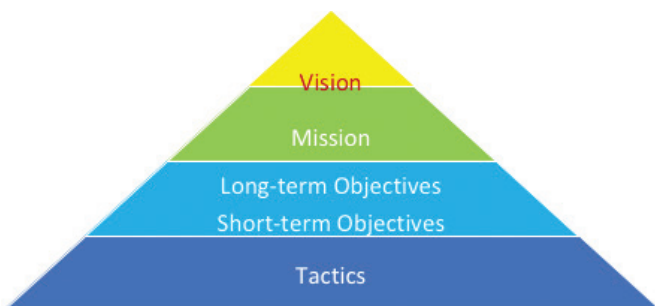 Vision
Mission
Long-term Objectives
Short-term Objectives
Tactics